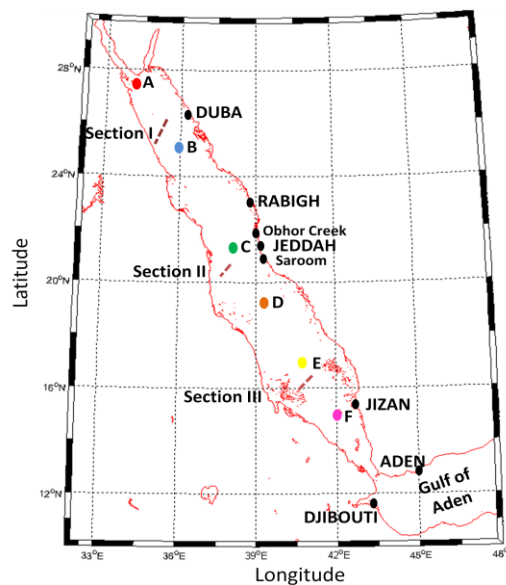 28°N
A
DUBA
Section I
B
24°N
RABIGH
Obhor Creek
JEDDAH
C
Saroom
Section II
20°N
D
E
16°N
Section III
JIZAN
F
ADEN
Gulf of
Aden
12°N
DJIBOUTI
33°E 36°E 39°E 42°E 45°E 48°E
Longitude
Latitude